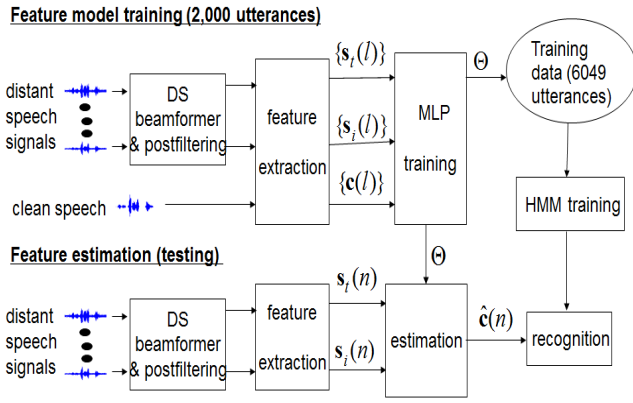 Feature model training (2,000 utterances)
distant
speech
signals
DS
beamformer
& postfiltering
feature
extraction
{s_t(l)}
{s_i(l)}
{c(l)}
MLP
training
Θ
Training
data (6049
utterances)
clean speech
HMM training
Θ
Feature estimation (testing)
distant
speech
signals
DS
beamformer
& postfiltering
feature
extraction
s_t(n)
s_i(n)
estimation
ĉ(n)
recognition